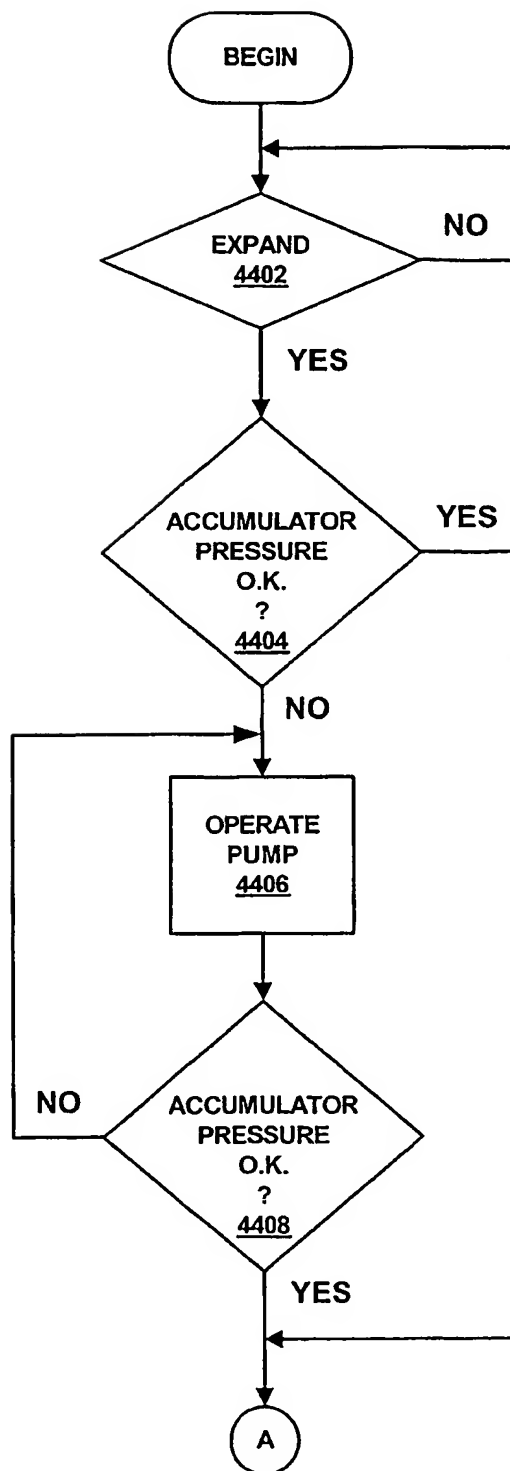 BEGIN
NO
EXPAND
4402
YES
ACCUMULATOR
YES
PRESSURE
O.K.
?
4404
NO
OPERATE
PUMP
4406
NO
ACCUMULATOR
PRESSURE
O.K.
?
4408
YES
A